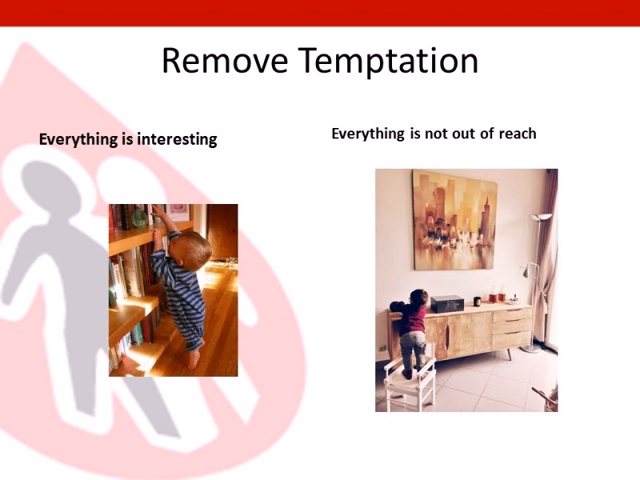 Remove Temptation
Everything is interesting
Everything is not out of reach